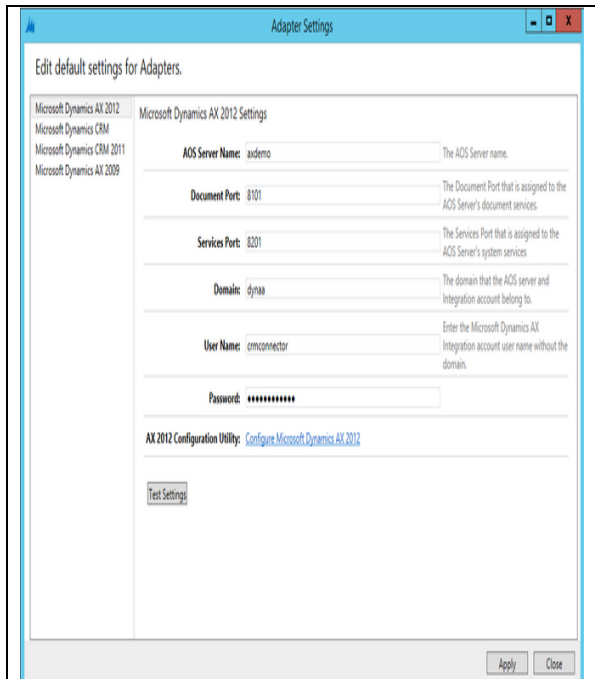 Adapter Settings
Edit default settings for Adapters.
Microsoft Dynamics AX 2012
Microsoft Dynamics CRM
Microsoft Dynamics CRM 2011
Microsoft Dynamics AX 2009
Microsoft Dynamics AX 2012 Settings
AOS Server Name: axdemo The AOS Server name.
Document Port: 8101 The Document Port that is assigned to the
AOS Server's document services.
Services Port: 8201 The Services Port that is assigned to the
AOS Server's system services
Domain: dynaa The domain that the AOS server and
Integration account belong to.
User Name: crmconnector Enter the Microsoft Dynamics AX
Integration account user name without the
domain.
Password: ••••••••••••
AX 2012 Configuration Utility: Configure Microsoft Dynamics AX 2012
Test Settings
Apply Close